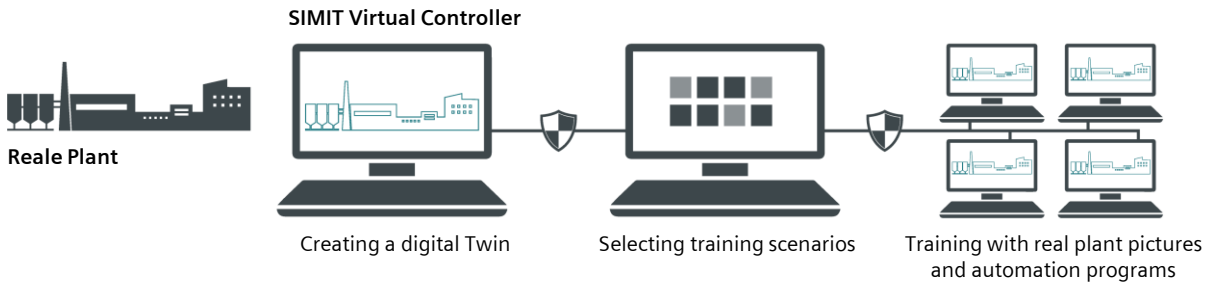 SIMIT Virtual Controller
Reale Plant
Creating a digital Twin
Selecting training scenarios
Training with real plant pictures
and automation programs